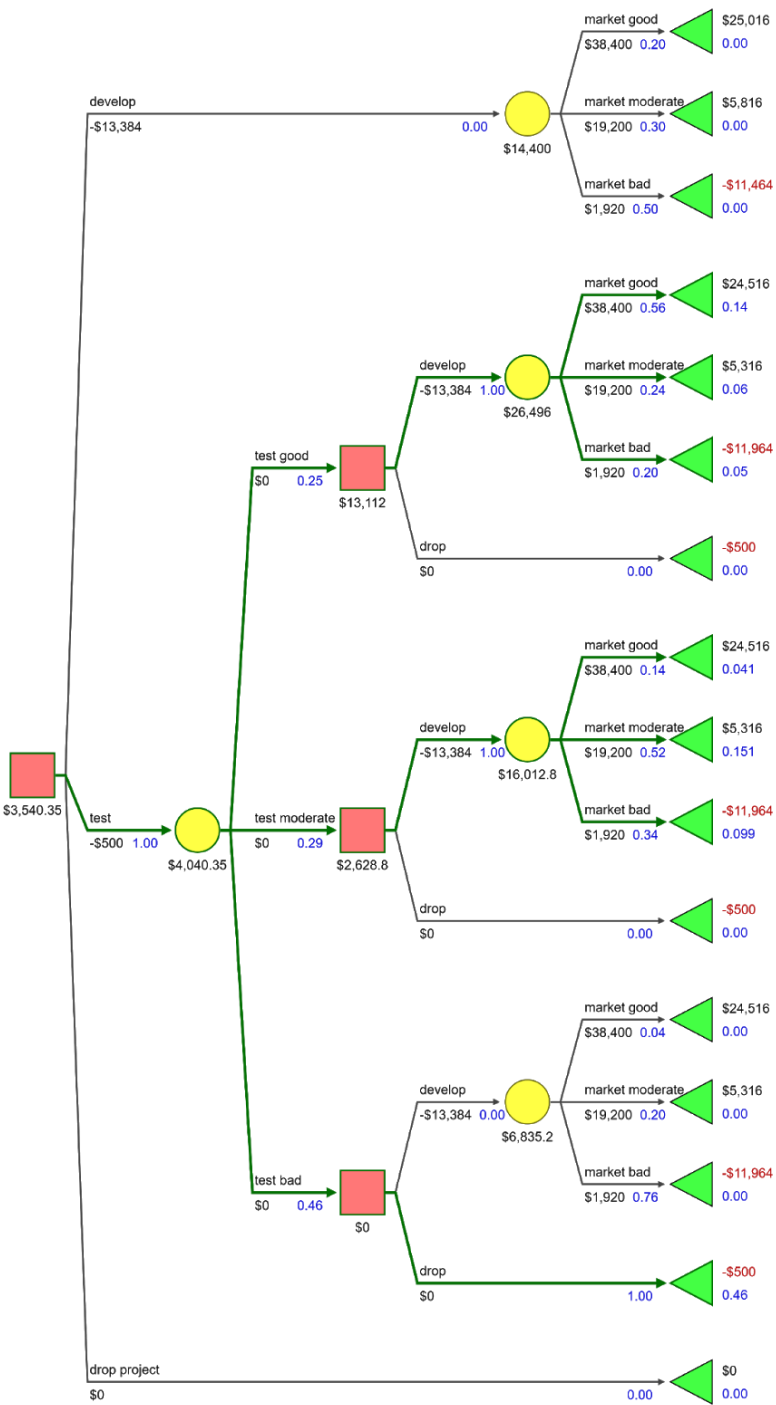 market good
$38,400 0.20
$25,016
0.00
develop
-$13,384 0.00
$14,400
market moderate
$19,200 0.30
$5,816
0.00
market bad
$1,920 0.50
-$11,464
0.00
market good
$38,400 0.56
$24,516
0.14
develop
-$13,384 1.00
$26,496
market moderate
$19,200 0.24
$5,316
0.06
market bad
$1,920 0.20
-$11,964
0.05
test good
$0 0.25
$13,112
drop
$0 0.00
-$500
0.00
market good
$38,400 0.14
$24,516
0.041
develop
-$13,384 1.00
$16,012.8
market moderate
$19,200 0.52
$5,316
0.151
market bad
$1,920 0.34
-$11,964
0.099
$3,540.35
test
-$500 1.00
$4,040.35
test moderate
$0 0.29
$2,628.8
drop
$0 0.00
-$500
0.00
market good
$38,400 0.04
$24,516
0.00
develop
-$13,384 0.00
$6,835.2
market moderate
$19,200 0.20
$5,316
0.00
market bad
$1,920 0.76
-$11,964
0.00
test bad
$0 0.46
$0
drop
$0 1.00
-$500
0.46
drop project
$0 0.00
$0
0.00